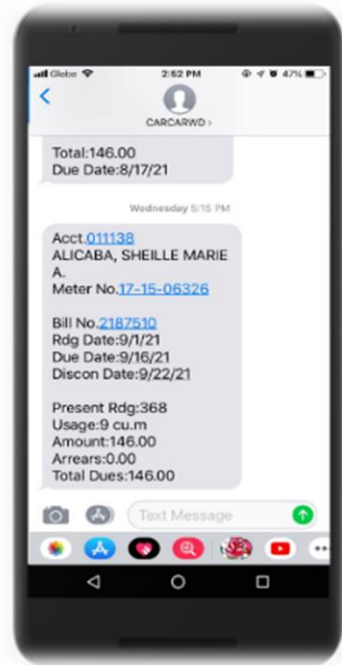 Globe
2:52 PM
47%
CARCARWD >
Total:146.00
Due Date:8/17/21
Wednesday 5:15 PM
Acct.011138
ALICABA, SHEILLE MARIE
A.
Meter No.17-15-06326
Bill No.2187510
Rdg Date:9/1/21
Due Date:9/16/21
Discon Date:9/22/21
Present Rdg:368
Usage:9 cu.m
Amount:146.00
Arrears:0.00
Total Dues:146.00
Text Message